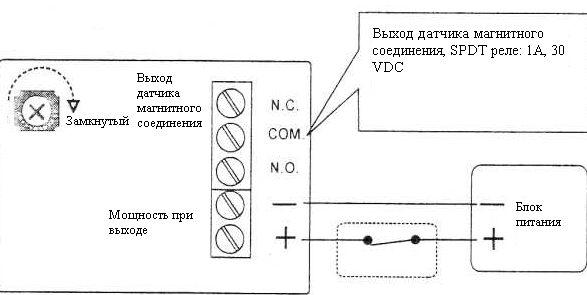 Выход датчика магнитного
соединения, SPDT реле: 1А, 30
VDC
Выход
датчика
магнитного
соединения
Замкнутый
N.C.
COM.
N.O.
Мощность при
выходе
−
+
−
+
Блок
питания